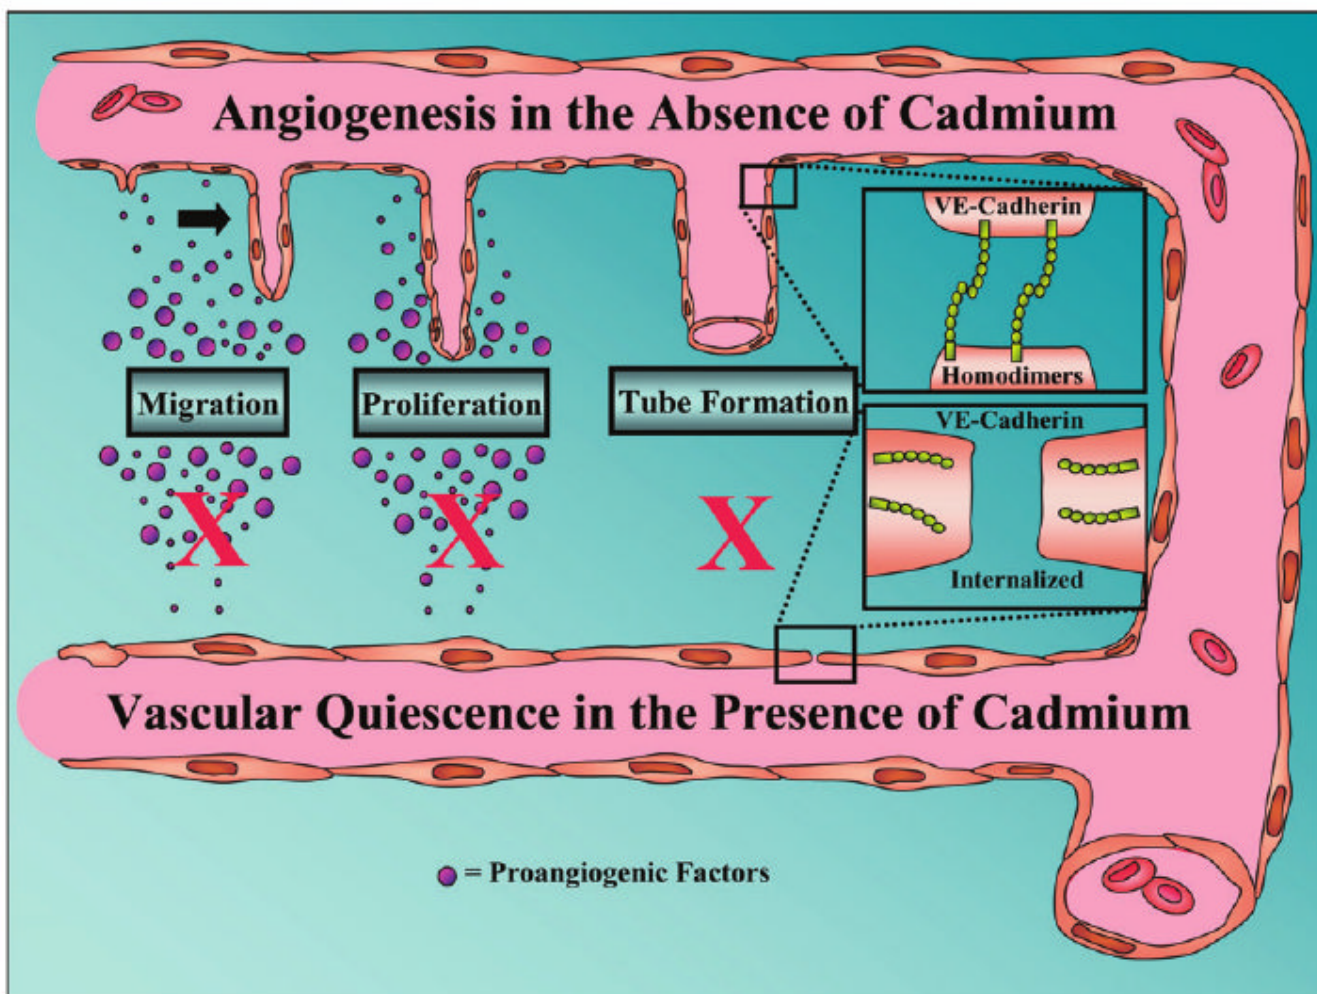 Angiogenesis in the Absence of Cadmium
VE-Cadherin
Homodimers
Migration
Proliferation
Tube Formation
VE-Cadherin
Internalized
X
X
X
Vascular Quiescence in the Presence of Cadmium
= Proangiogenic Factors